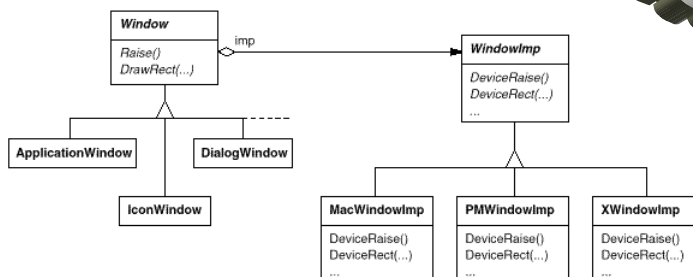 Window
Raise()
DrawRect(...)
imp
WindowImp
DeviceRaise()
DeviceRect(...)
...
ApplicationWindow
DialogWindow
IconWindow
MacWindowImp
DeviceRaise()
DeviceRect(...)
...
PMWindowImp
DeviceRaise()
DeviceRect(...)
...
XWindowImp
DeviceRaise()
DeviceRect(...)
...